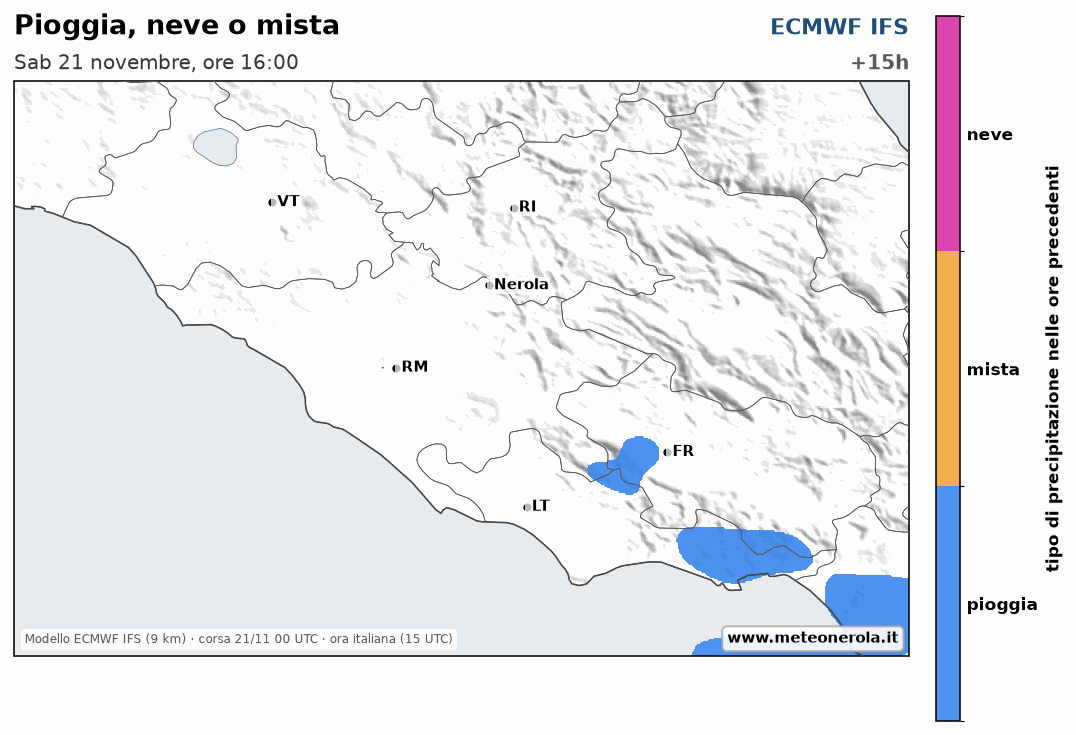 Pioggia, neve o mista
ECMWF IFS
Sab 21 novembre, ore 16:00
+15h
neve
VT
RI
Nerola
RM
mista
FR
LT
pioggia
tipo di precipitazione nelle ore precedenti
Modello ECMWF IFS (9 km) · corsa 21/11 00 UTC · ora italiana (15 UTC)
www.meteonerola.it